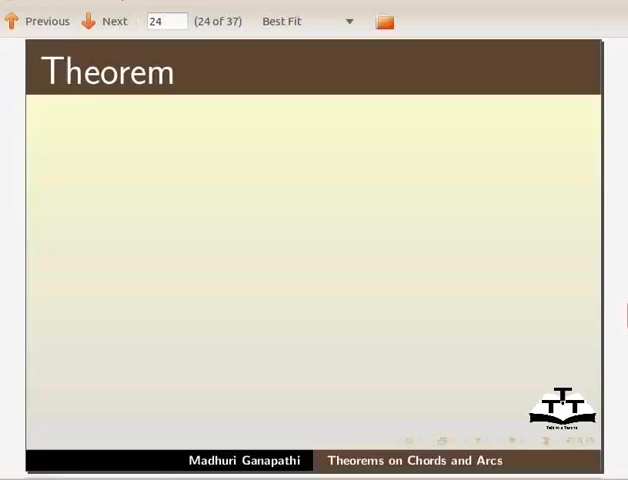 Previous Next 24 (24 of 37) Best Fit
Theorem
T
T T
Madhuri Ganapathi Theorems on Chords and Arcs